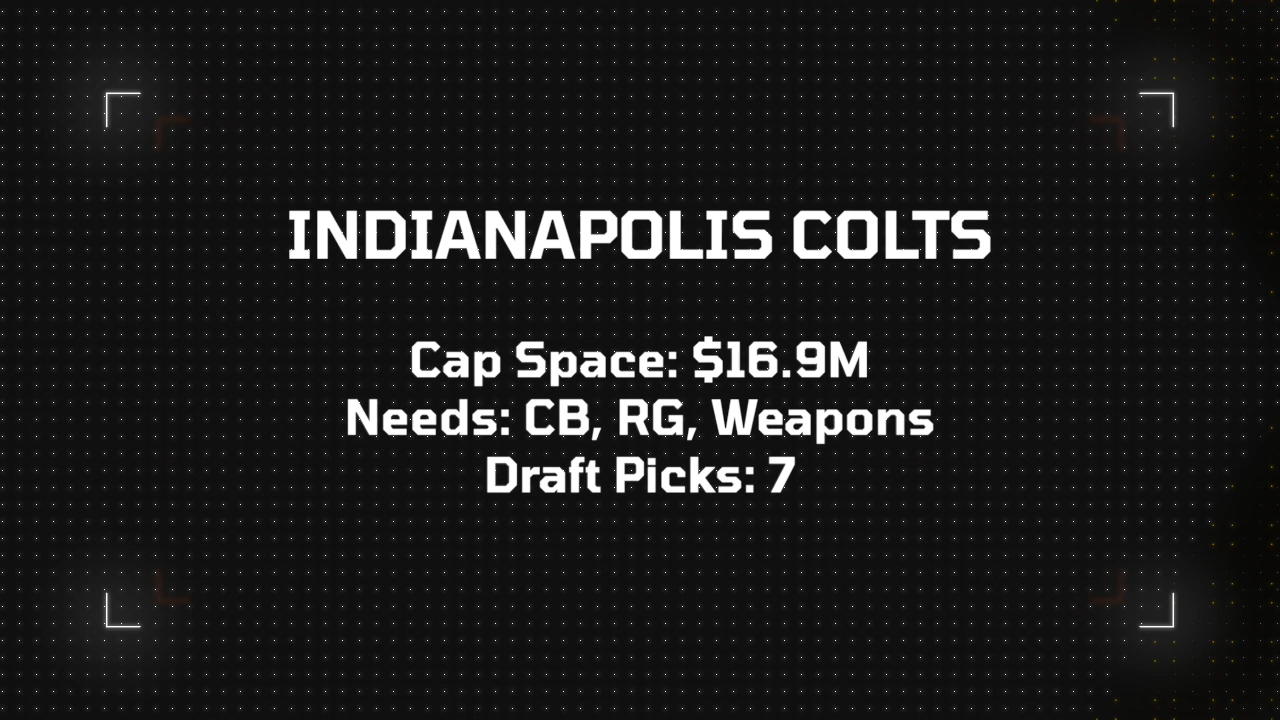 INDIANAPOLIS COLTS
Cap Space: $16.9M
Needs: CB, RG, Weapons
Draft Picks: 7